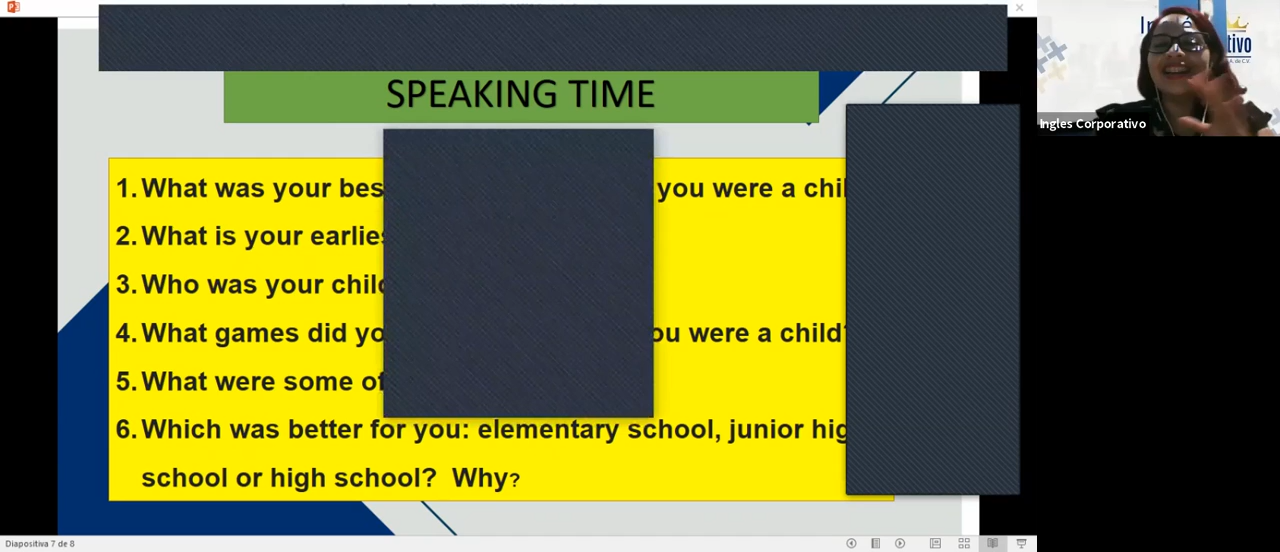 SPEAKING TIME
1. What was your bes you were a chil
2. What is your earlies
3. Who was your chil
4. What games did yo ou were a child?
5. What were some of
6. Which was better for you: elementary school, junior hig
school or high school? Why?
Ingles Corporativo
Diapositiva 7 de 8